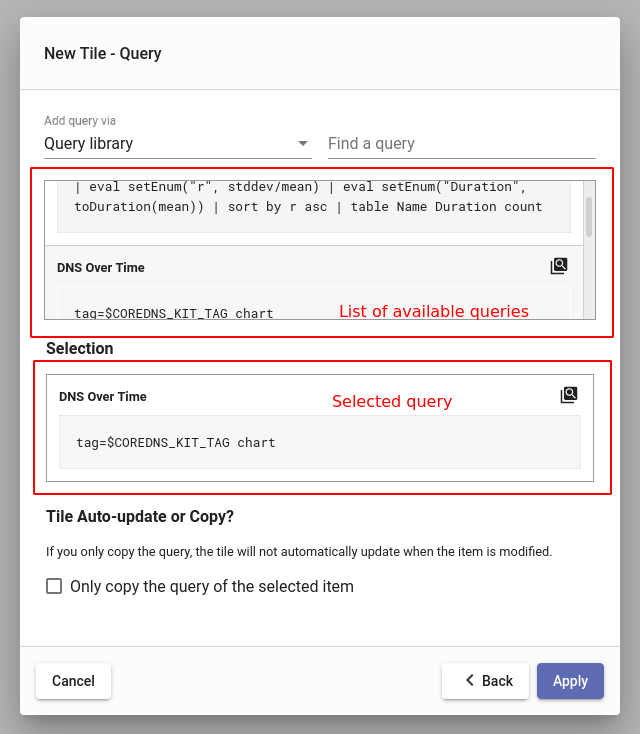 New Tile - Query
Add query via
Query library
Find a query
| eval setEnum("r", stddev/mean) | eval setEnum("Duration",
toDuration(mean)) | sort by r asc | table Name Duration count
DNS Over Time
tag=$COREDNS_KIT_TAG chart
List of available queries
Selection
DNS Over Time
Selected query
tag=$COREDNS_KIT_TAG chart
Tile Auto-update or Copy?
If you only copy the query, the tile will not automatically update when the item is modified.
Only copy the query of the selected item
Cancel
Back
Apply